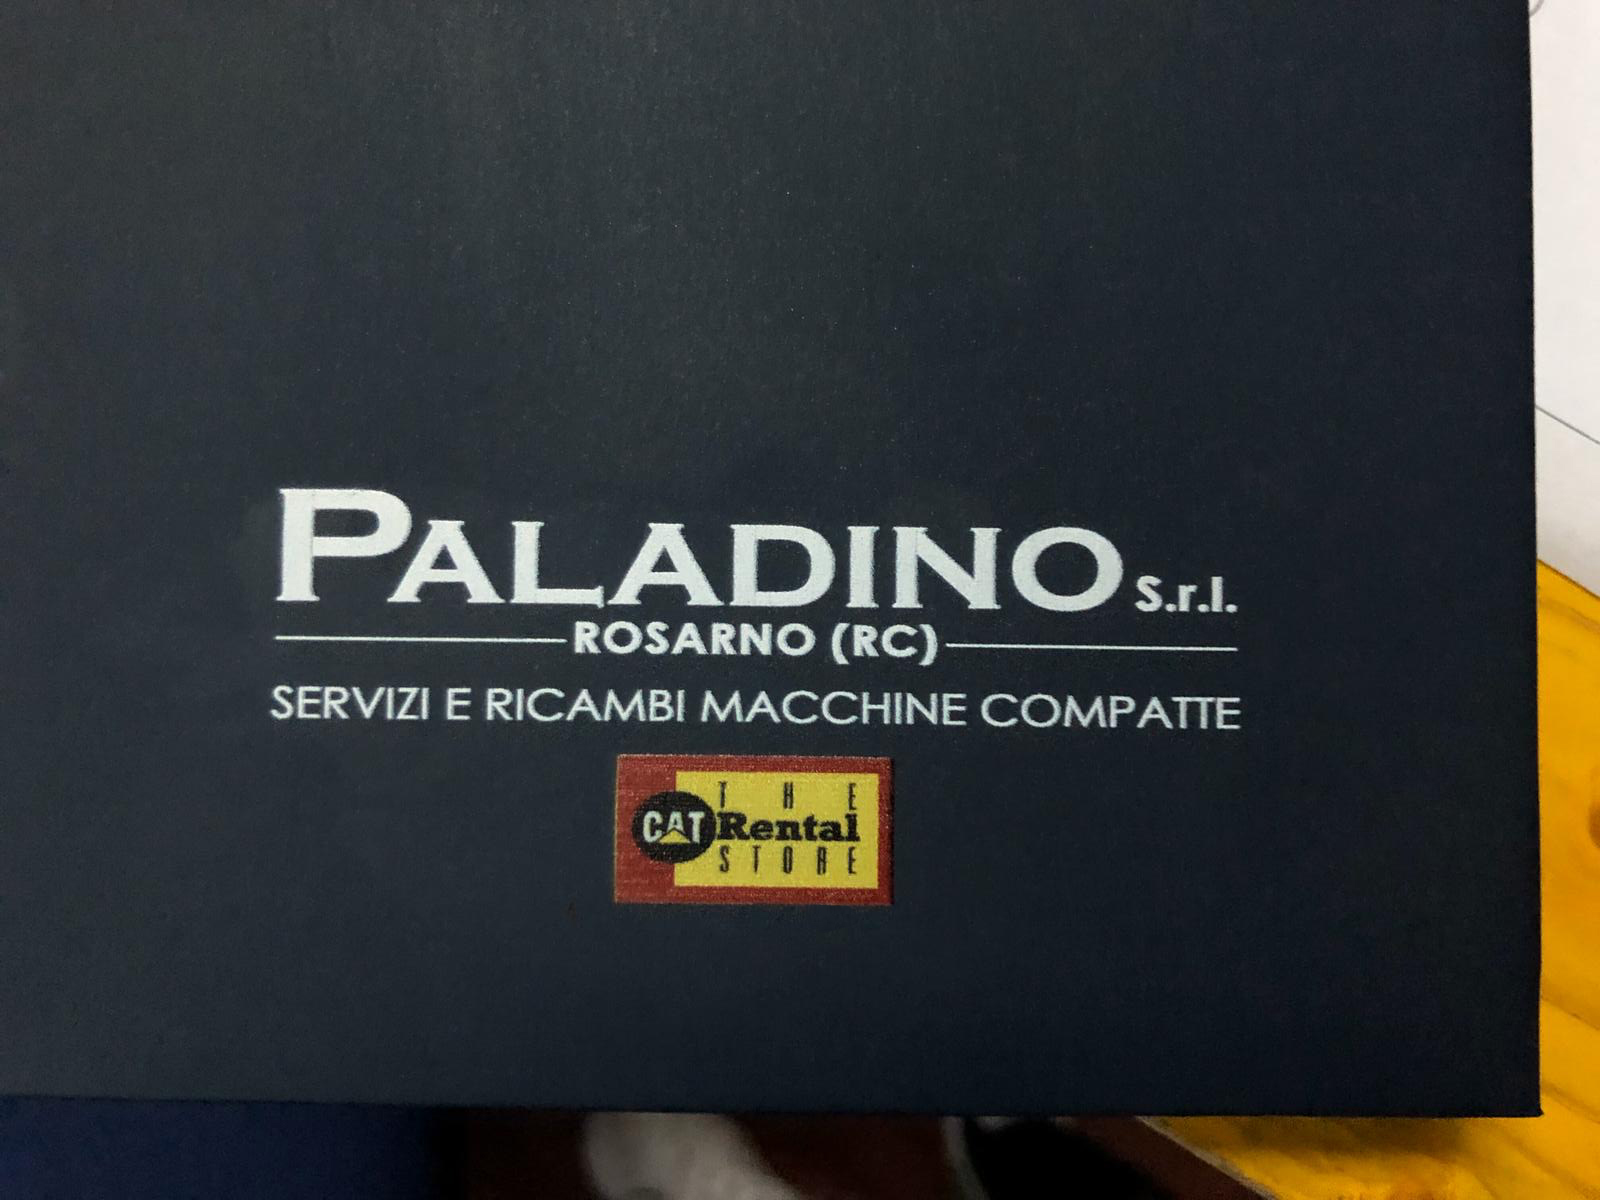 PALADINO S.r.l.
ROSARNO (RC)
SERVIZI E RICAMBI MACCHINE COMPATTE
THE
CAT Rental
STORE